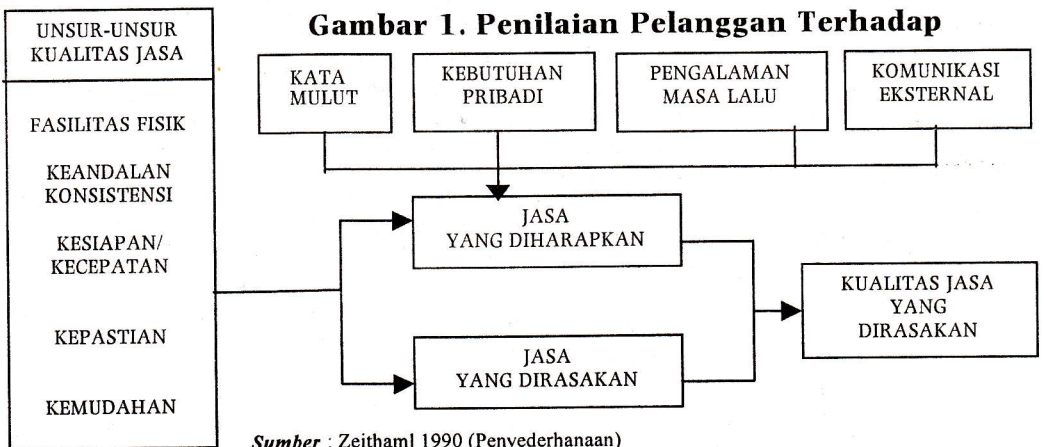 Gambar 1. Penilaian Pelanggan Terhadap
UNSUR-UNSUR
KUALITAS JASA
FASILITAS FISIK
KEANDALAN
KONSISTENSI
KESIAPAN/
KECEPATAN
KEPASTIAN
KEMUDAHAN
KATA
MULUT
KEBUTUHAN
PRIBADI
PENGALAMAN
MASA LALU
KOMUNIKASI
EKSTERNAL
JASA
YANG DIHARAPKAN
JASA
YANG DIRASAKAN
KUALITAS JASA
YANG
DIRASAKAN
Sumber : Zeithaml 1990 (Penyederhanaan)